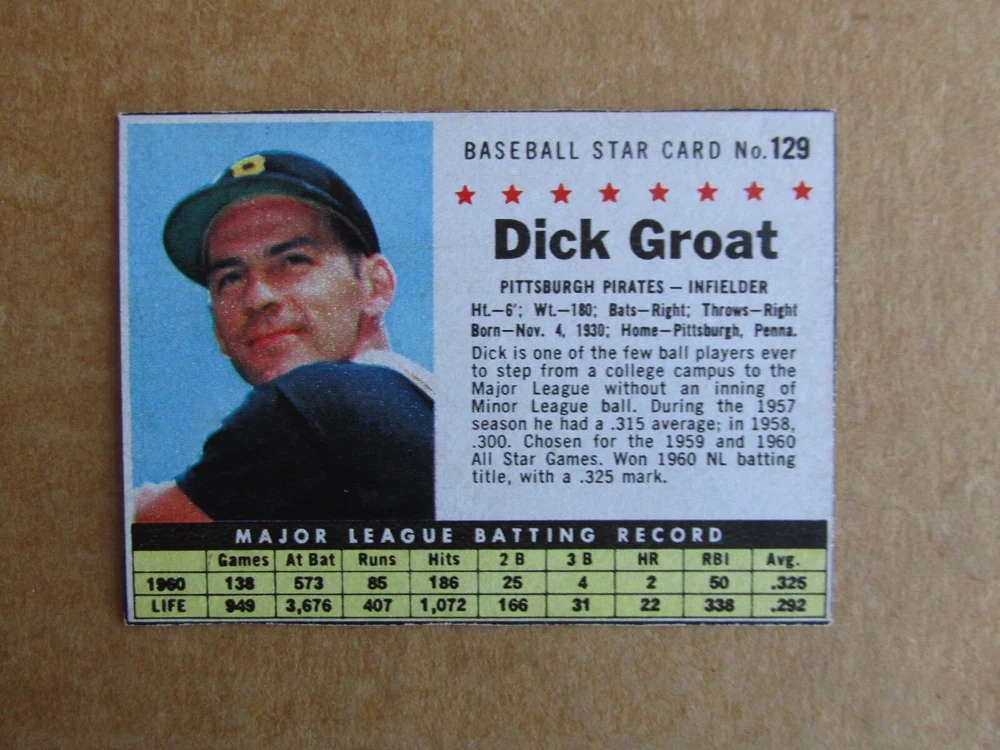 BASEBALL STAR CARD No. 129
Dick Groat
PITTSBURGH PIRATES — INFIELDER
Ht.—6'; Wt.—180; Bats—Right; Throws—Right
Born—Nov. 4, 1930; Home—Pittsburgh, Penna.
Dick is one of the few ball players ever
to step from a college campus to the
Major League without an inning of
Minor League ball. During the 1957
season he had a .315 average; in 1958,
.300. Chosen for the 1959 and 1960
All Star Games. Won 1960 NL batting
title, with a .325 mark.
MAJOR LEAGUE BATTING RECORD
Games At Bat Runs Hits 2 B 3 B HR RBI Avg.
1960 138 573 85 186 25 4 2 50 .325
LIFE 949 3,676 407 1,072 166 31 22 338 .292